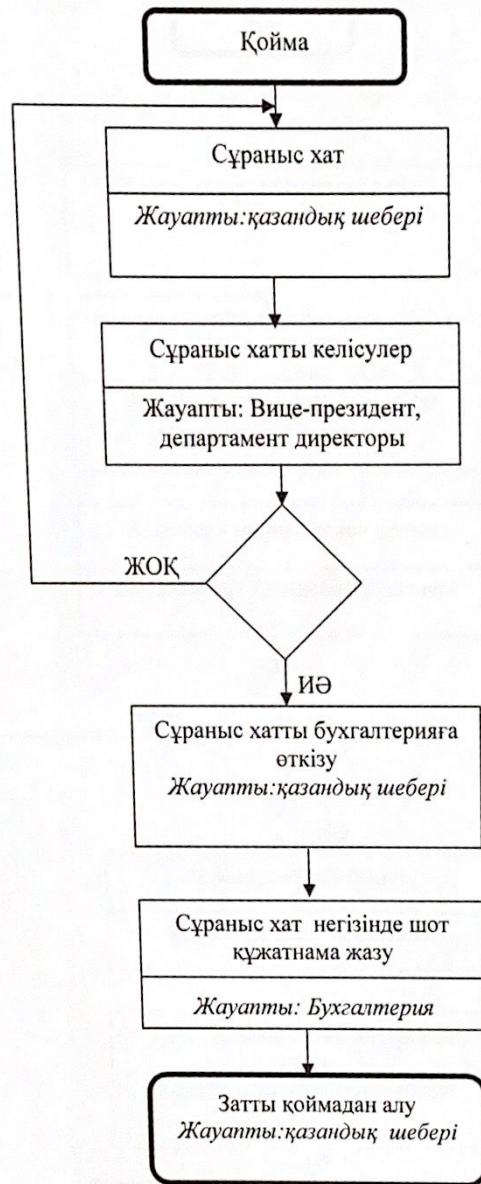 Қойма
Сұраныс хат
Жауапты:қазандық шебері
Сұраныс хатты келісулер
Жауапты: Вице-президент,
департамент директоры
ЖОҚ
ИӘ
Сұраныс хатты бухгалтерияға
өткізу
Жауапты:қазандық шебері
Сұраныс хат негізінде шот
құжатнама жазу
Жауапты: Бухгалтерия
Затты қоймадан алу
Жауапты:қазандық шебері